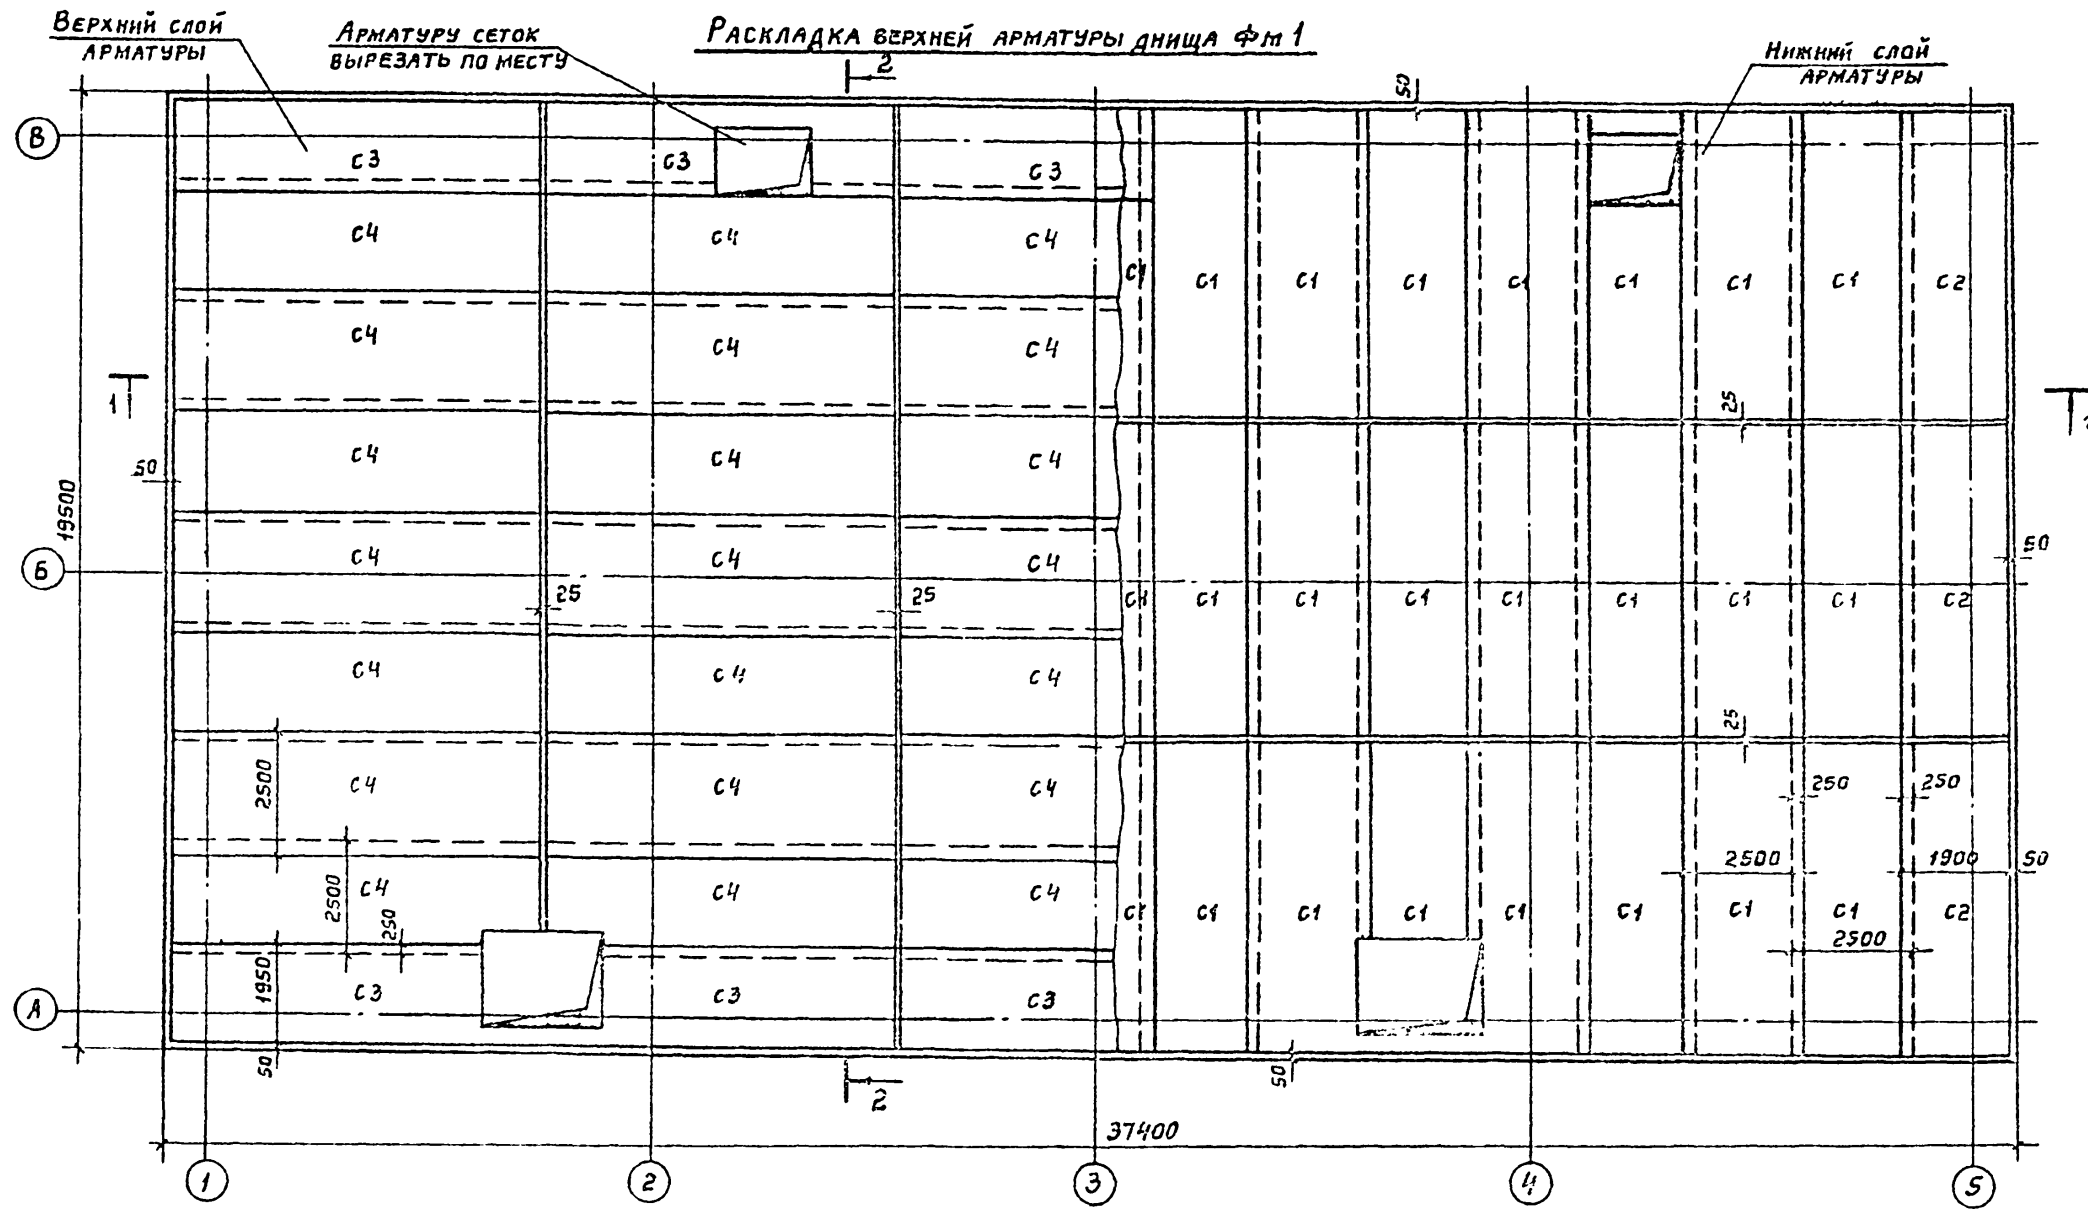 Верхний слой
арматуры
Арматуру сеток
вырезать по месту
Раскладка верхней арматуры днища Фм 1
Нижний слой
арматуры
2
50
В
С3 С3 С3
С4 С4 С4
С1 С1 С1 С1 С1 С1 С1 С1 С2
С4 С4 С4
1
25
50
С4 С4 С4
19500
Б
С4 С4 С4
50
25 25
С1 С1 С1 С1 С1 С1 С1 С1 С2
С4 С4 С4
25
2500
С4 С4 С4
250 250
2500 1900 50
2500
С4 С4 С4
250
С1 С1 С1 С1 С1 С1 С1 С1 С2
2500
1950
С3 С3 С3
А
50
50
2
37400
1 2 3 4 5